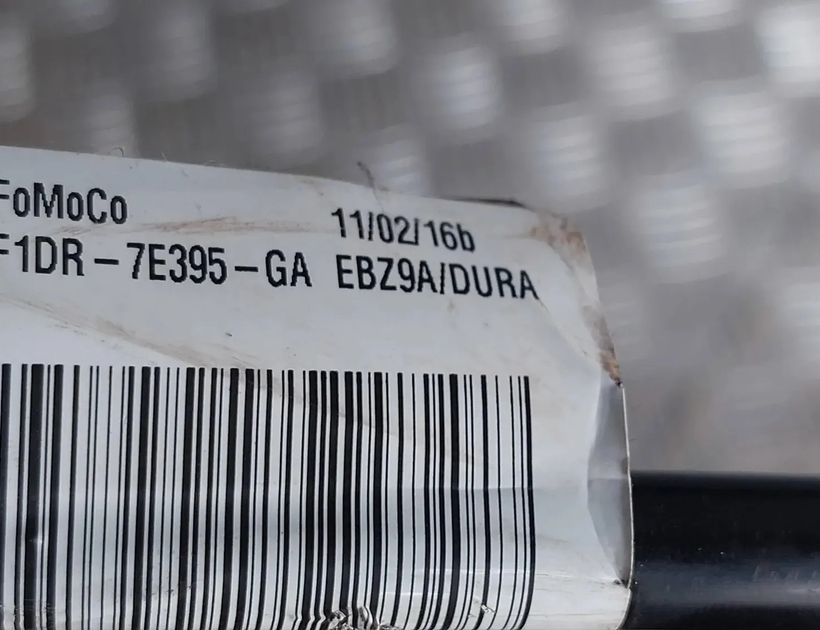 FoMoCo 11/02/16b
F1DR-7E395-GA EBZ9A/DURA